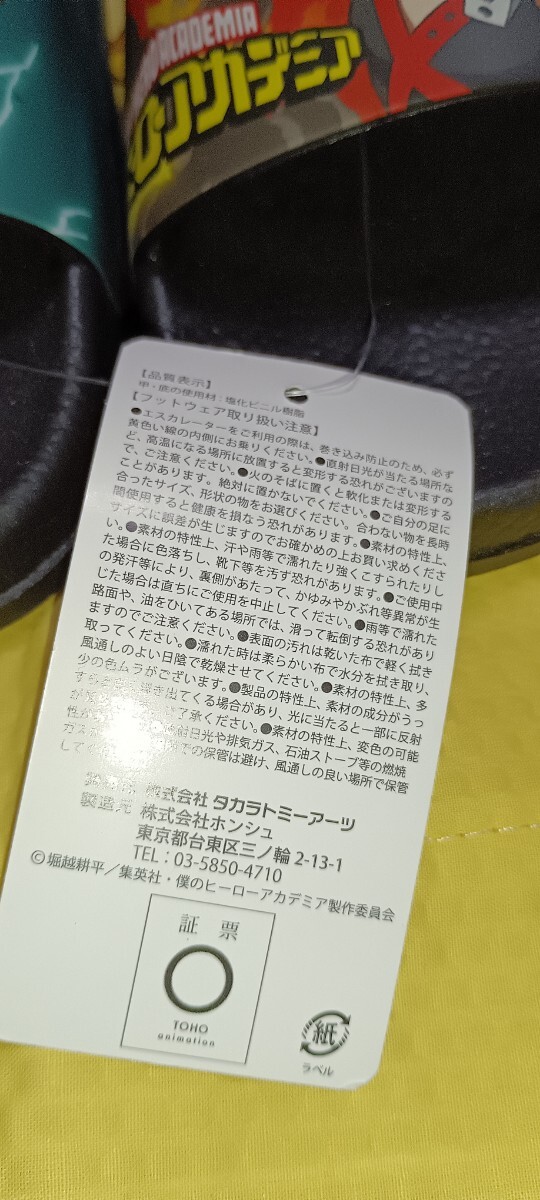 ACADEMIA
ヒーローアカデミア
【品質表示】
甲・底の使用材：塩化ビニル樹脂
【フットウェア取り扱い注意】
●エスカレーターをご利用の際は、巻き込み防止のため、必ず
黄色い線の内側にお乗りください。●直射日光が当たる場所な
ど、高温になる場所に放置すると変形する恐れがございますの
で、ご注意ください。●火のそばに置くと軟化または変形する
ことがあります。絶対に置かないでください。●ご自分の足に
合ったサイズ、形状の物をお選びください。合わない物を長時
間使用すると健康を損なう恐れがあります。●素材の特性上、
サイズに誤差が生じますのでお確かめの上お買い求めくださ
い。●素材の特性上、汗や雨等で濡れたり強くこすられたりし
た場合に色落ちし、靴下等を汚す恐れがあります。●ご使用中
の発汗等により、裏側があたって、かゆみやかぶれ等異常が生
じた場合は直ちにご使用を中止してください。●雨等で濡れた
路面や、油をひいてある場所では、滑って転倒する恐れがあり
ますのでご注意ください。●表面の汚れは乾いた布で軽く拭き
取ってください。●濡れた時は柔らかい布で水分を拭き取り、
風通しのよい日陰で乾燥させてください。●素材の特性上、多
少の色ムラがございます。●製品の特性上、素材の成分がうっ
すら 出てくる場合があり、光に当たると一部に反射
が 了承ください。●素材の特性上、変色の可能
性が 直射日光や排気ガス、石油ストーブ等の燃焼
ガス での保管は避け、風通しの良い場所で保管
して
株式会社 タカラトミーアーツ
製造元 株式会社ホンシュ
東京都台東区三ノ輪 2-13-1
TEL：03-5850-4710
©堀越耕平／集英社・僕のヒーローアカデミア製作委員会
証 票
TOHO
animation
紙
ラベル